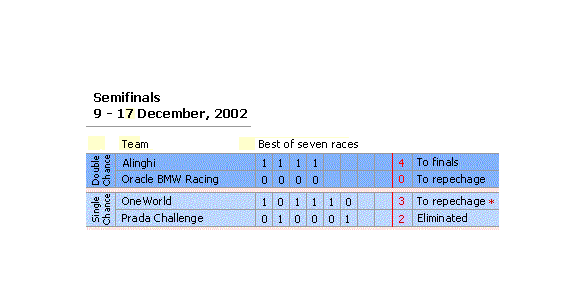 Semifinals
9 - 17 December, 2002
Team Best of seven races
Double Chance
Alinghi 1 1 1 1 4 To finals
Oracle BMW Racing 0 0 0 0 0 To repechage
Single Chance
OneWorld 1 0 1 1 1 0 3 To repechage *
Prada Challenge 0 1 0 0 0 1 2 Eliminated